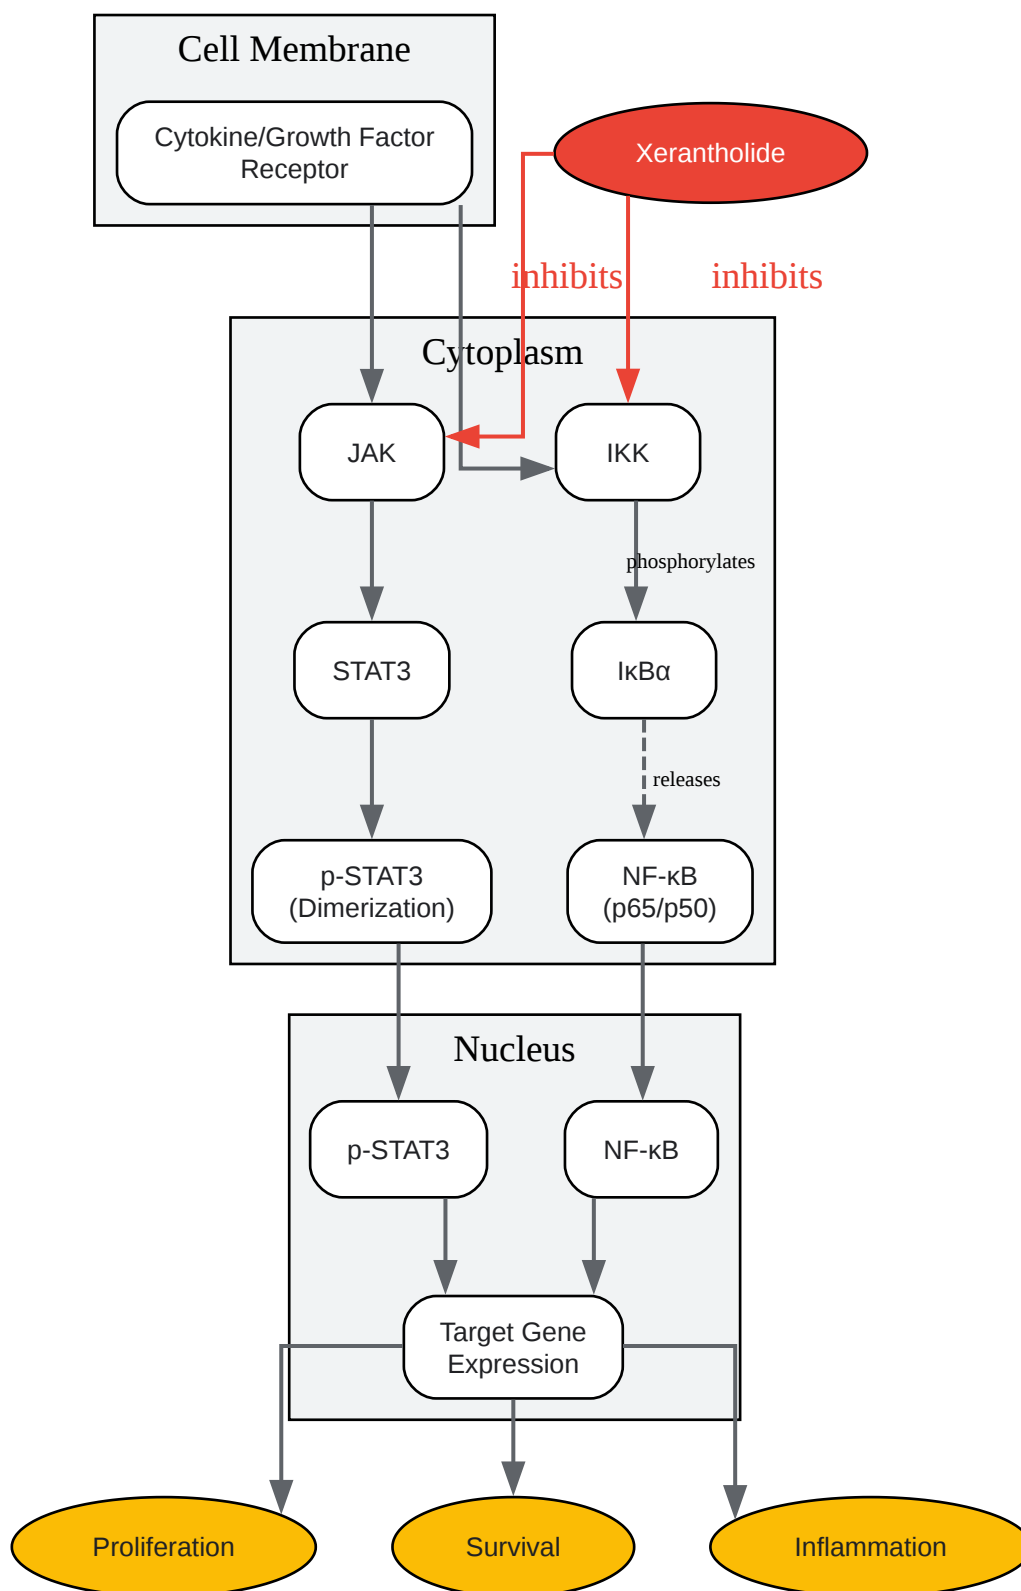 Cell Membrane
Cytokine/Growth Factor
Receptor
Xerantholide
inhibits
inhibits
Cytoplasm
JAK
IKK
phosphorylates
STAT3
IκBα
releases
p-STAT3
(Dimerization)
NF-κB
(p65/p50)
Nucleus
p-STAT3
NF-κB
Target Gene
Expression
Proliferation
Survival
Inflammation